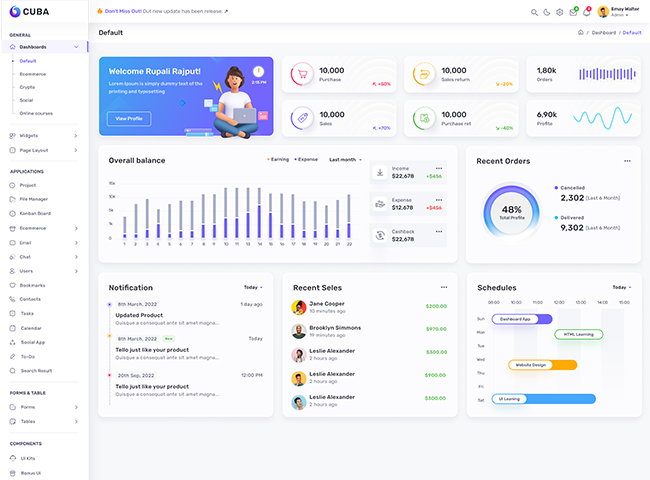 CUBA
Don't Miss Out! Out new update has been release.
Emay Walter
Admin
GENERAL
Dashboards
Default
Ecommerce
Crypto
Social
Online courses
Widgets
Page Layout
APPLICATIONS
Project
File Manager
Kanban Board
Ecommerce
Email
Chat
Users
Bookmarks
Contacts
Tasks
Calendar
Social App
To-Do
Search Result
FORMS & TABLE
Forms
Tables
COMPONENTS
UI Kits
Bonus UI
Default
/ Dashboard / Default
Welcome Rupali Rajput!
Lorem Ipsum is simply dummy text of the
printing and typesetting
View Profile
10,000
Purchase
+50%
10,000
Sales return
-20%
1.80k
Orders
10,000
Sales
+70%
10,000
Purchase ret
-40%
6.90k
Profite
Overall balance
Earning
Expense
Last month
15k
12k
9k
6k
0
1 2 3 4 5 6 7 8 9 10 11 12 13 14 15 16 17 18 19 20 21 22
Income
$22,678
+$456
Expense
$12,678
+$456
Cashback
$22,678
Recent Orders
48%
Total Profit
Cancelled
2,302 (Last 6 Month)
Delivered
9,302 (Last 6 Month)
Notification
Today
8th March, 2022
1 day ago
Updated Product
Quisque a consequat ante sit amet magna...
8th March, 2022
New
Today
Tello just like your product
Quisque a consequat ante sit amet magna...
20th Sep, 2022
12:00 PM
Tello just like your product
Quisque a consequat ante sit amet magna...
Recent Seles
Jane Cooper
10 minutes ago
$200.00
Brooklyn Simmons
19 minutes ago
$970.00
Leslie Alexander
2 hours ago
$300.00
Leslie Alexander
2 hours ago
$900.00
Leslie Alexander
2 hours ago
$300.00
Schedules
Today
08:00 10:00 11:00 12:00 13:00 14:00 15:00
Sun
Dashboard App
Mon
HTML Learning
Tue
Wed
Website Design
Thu
Fri
Sat
UI Learning